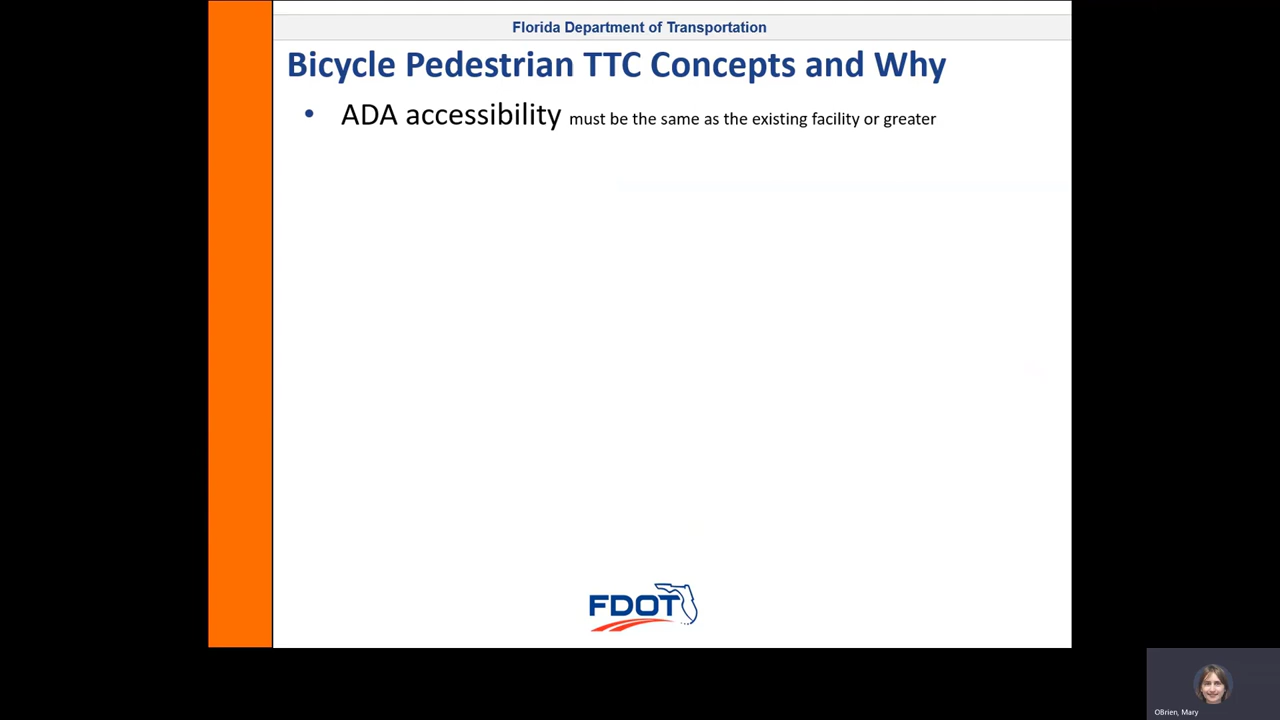 Florida Department of Transportation
Bicycle Pedestrian TTC Concepts and Why
• ADA accessibility must be the same as the existing facility or greater
FDOT
OBrien, Mary